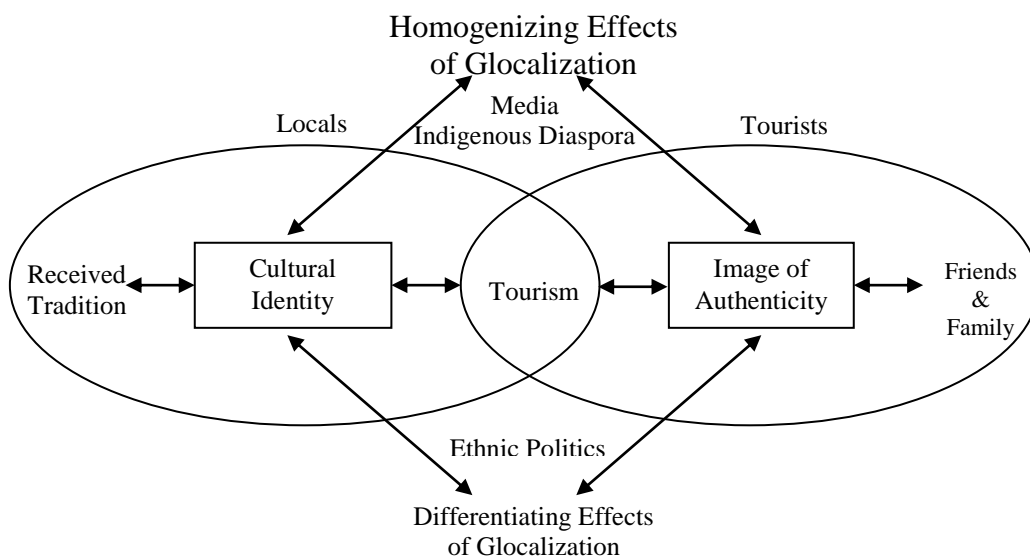 Homogenizing Effects
of Glocalization
Media
Indigenous Diaspora
Locals
Tourists
Received
Tradition
Cultural
Identity
Tourism
Image of
Authenticity
Friends
&
Family
Ethnic Politics
Differentiating Effects
of Glocalization